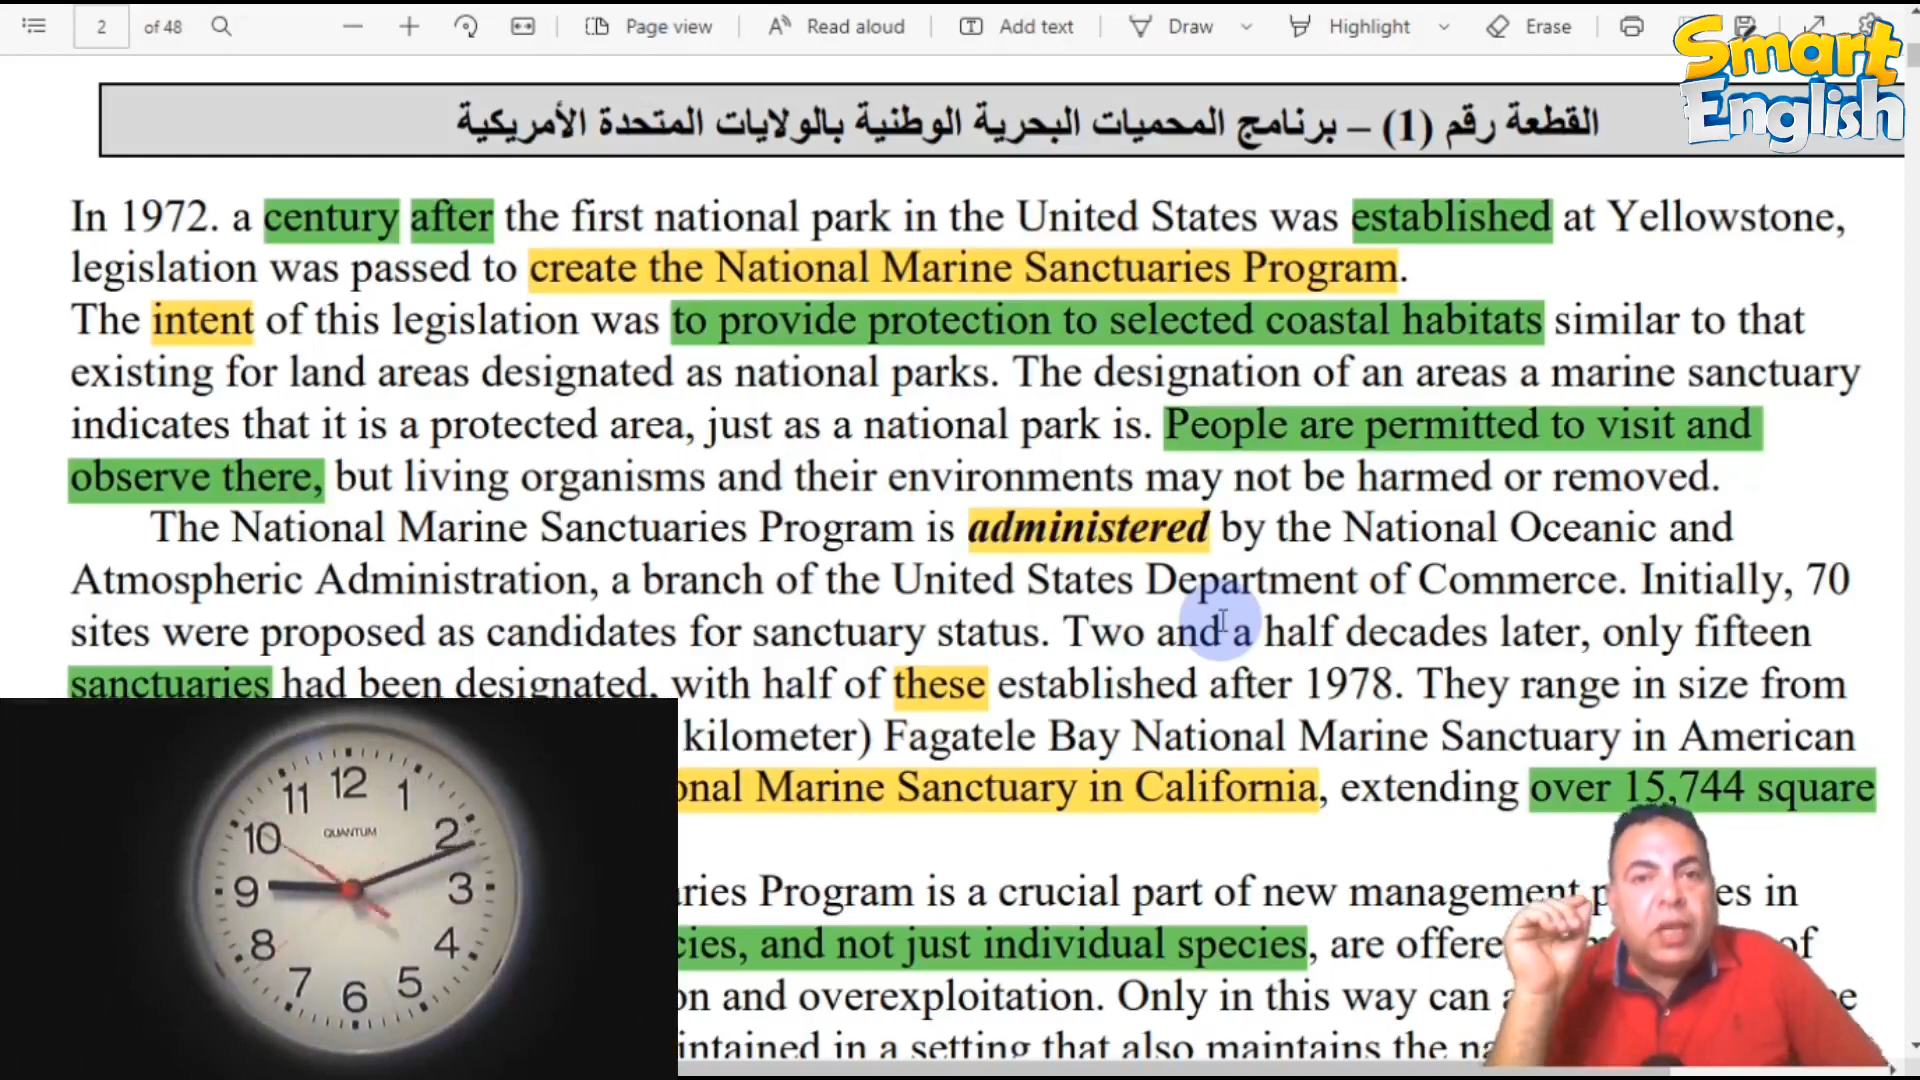 2 of 48 Page view Read aloud Add text Draw Highlight Erase
Smart
English
القطعة رقم (1) – برنامج المحميات البحرية الوطنية بالولايات المتحدة الأمريكية
In 1972. a century after the first national park in the United States was established at Yellowstone,
legislation was passed to create the National Marine Sanctuaries Program.
The intent of this legislation was to provide protection to selected coastal habitats similar to that
existing for land areas designated as national parks. The designation of an areas a marine sanctuary
indicates that it is a protected area, just as a national park is. People are permitted to visit and
observe there, but living organisms and their environments may not be harmed or removed.
The National Marine Sanctuaries Program is administered by the National Oceanic and
Atmospheric Administration, a branch of the United States Department of Commerce. Initially, 70
sites were proposed as candidates for sanctuary status. Two and a half decades later, only fifteen
sanctuaries had been designated, with half of these established after 1978. They range in size from
kilometer) Fagatele Bay National Marine Sanctuary in American
onal Marine Sanctuary in California, extending over 15,744 square
aries Program is a crucial part of new management in
cies, and not just individual species, are offere of
on and overexploitation. Only in this way can
intained in a setting that also maintains the
12
11 1
10 QUANTUM 2
9 3
8 4
7 5
6